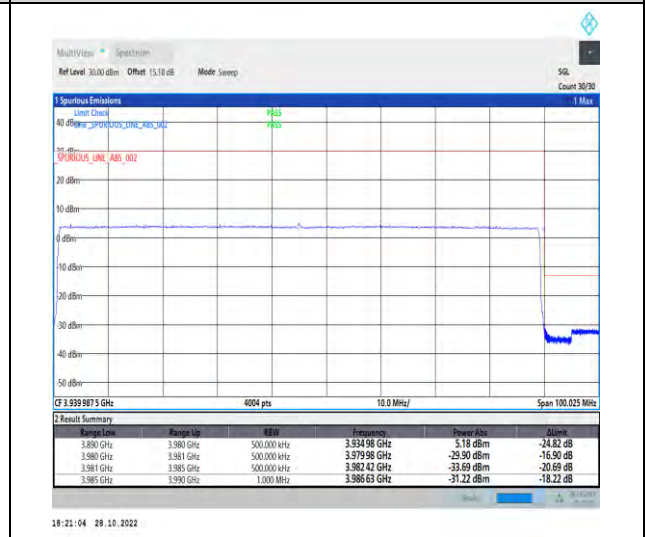 MultiView Spectrum
Ref Level 30.00 dBm Offset 15.18 dB Mode Sweep SGL
Count 30/30
1 Spurious Emissions 1 Max
Limit Check PASS
40 dBm _SPURIOUS_LINE_ABS_002 PASS
_SPURIOUS_LINE_ABS_002
20 dBm
10 dBm
0 dBm
-10 dBm
-20 dBm
-30 dBm
-40 dBm
-50 dBm
CF 3.939 987 5 GHz 4004 pts 10.0 MHz/ Span 100.025 MHz
2 Result Summary
Range Low Range Up RBW Frequency Power Abs ΔLimit
3.890 GHz 3.980 GHz 500.000 kHz 3.934 98 GHz 5.18 dBm -24.82 dB
3.980 GHz 3.981 GHz 500.000 kHz 3.979 98 GHz -29.90 dBm -16.90 dB
3.981 GHz 3.985 GHz 500.000 kHz 3.982 42 GHz -33.69 dBm -20.69 dB
3.985 GHz 3.990 GHz 1.000 MHz 3.986 63 GHz -31.22 dBm -18.22 dB
18:21:04 28.10.2022